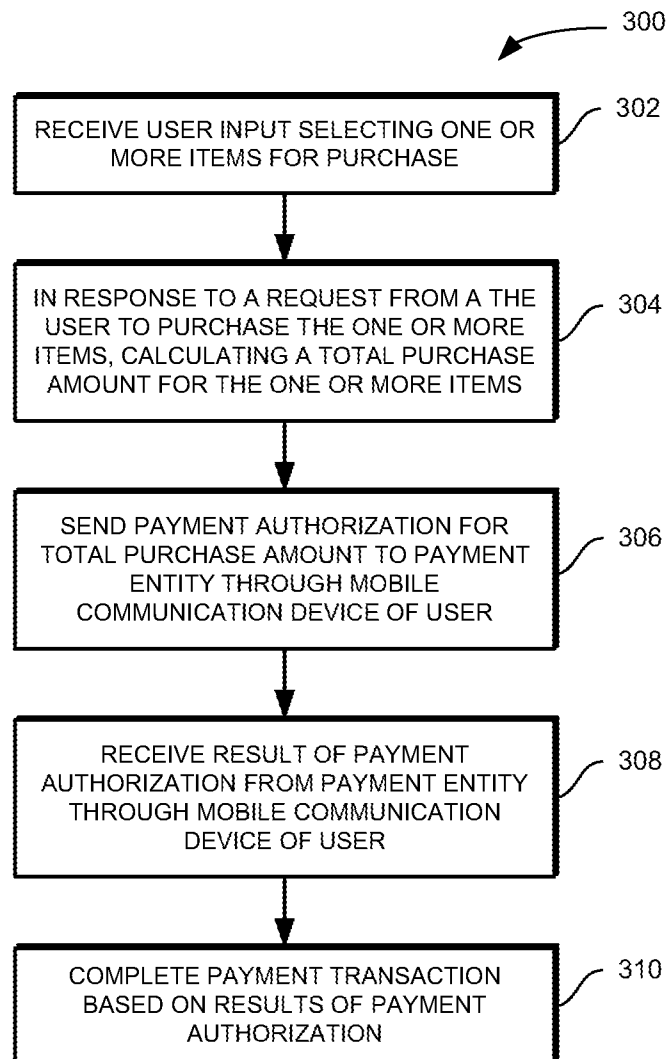 300
RECEIVE USER INPUT SELECTING ONE OR
MORE ITEMS FOR PURCHASE
302
IN RESPONSE TO A REQUEST FROM A THE
USER TO PURCHASE THE ONE OR MORE
ITEMS, CALCULATING A TOTAL PURCHASE
AMOUNT FOR THE ONE OR MORE ITEMS
304
SEND PAYMENT AUTHORIZATION FOR
TOTAL PURCHASE AMOUNT TO PAYMENT
ENTITY THROUGH MOBILE
COMMUNICATION DEVICE OF USER
306
RECEIVE RESULT OF PAYMENT
AUTHORIZATION FROM PAYMENT ENTITY
THROUGH MOBILE COMMUNICATION
DEVICE OF USER
308
COMPLETE PAYMENT TRANSACTION
BASED ON RESULTS OF PAYMENT
AUTHORIZATION
310